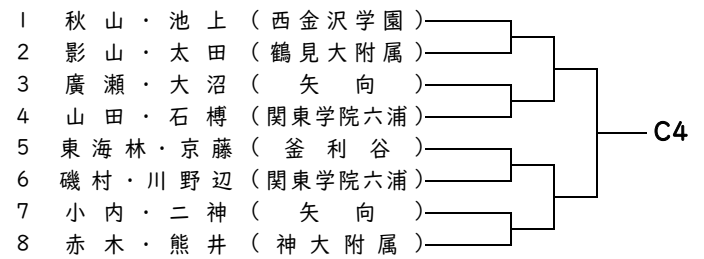 1 秋山・池上（西金沢学園）
2 影山・太田（鶴見大附属）
3 廣瀬・大沼（矢向）
4 山田・石榑（関東学院六浦）
C4
5 東海林・京藤（釜利谷）
6 磯村・川野辺（関東学院六浦）
7 小内・二神（矢向）
8 赤木・熊井（神大附属）